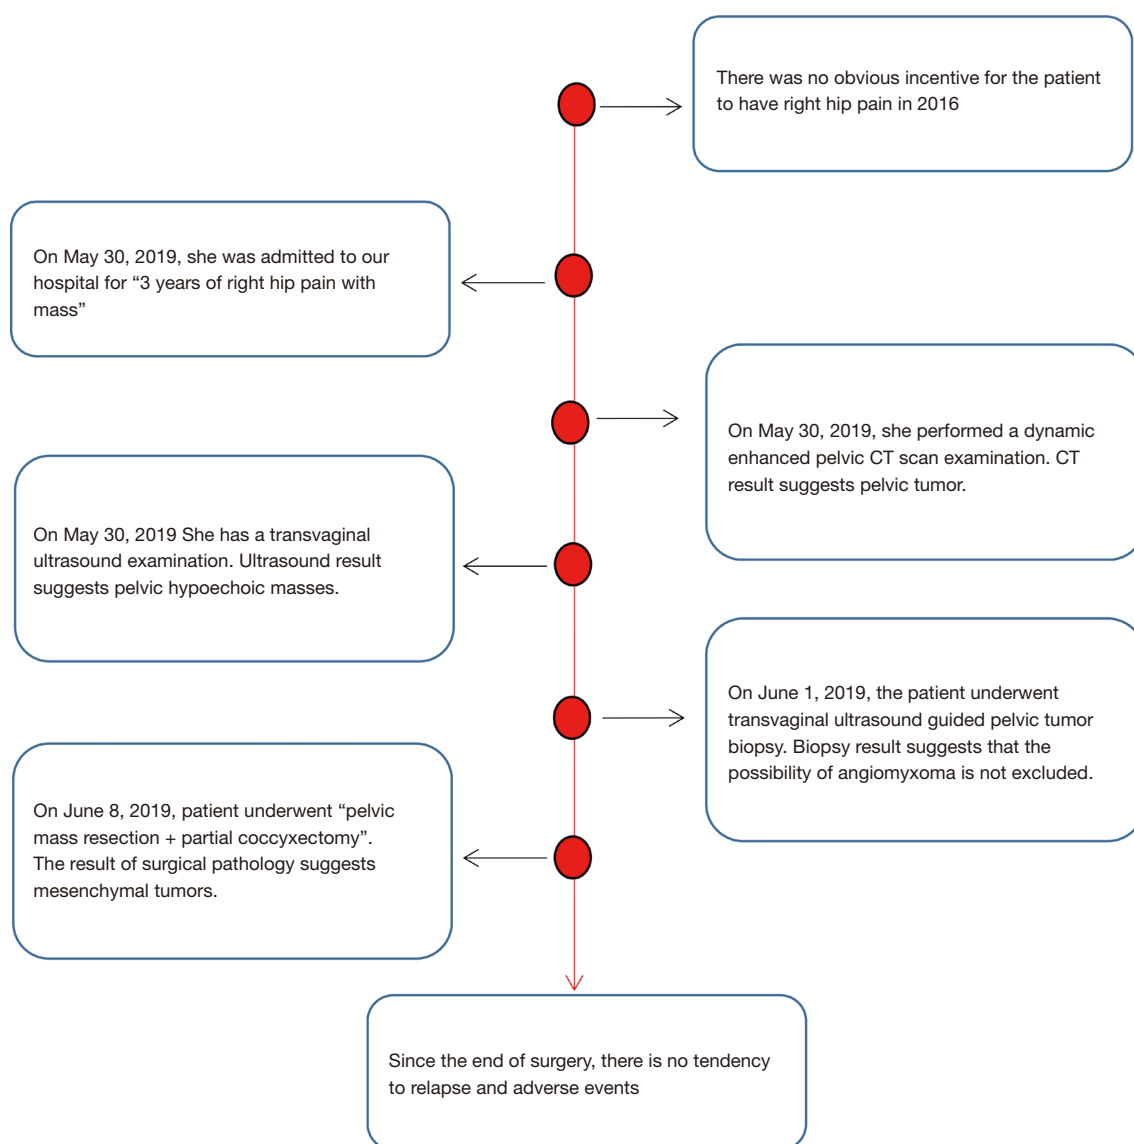 There was no obvious incentive for the patient
to have right hip pain in 2016
On May 30, 2019, she was admitted to our
hospital for “3 years of right hip pain with
mass”
On May 30, 2019, she performed a dynamic
enhanced pelvic CT scan examination. CT
result suggests pelvic tumor.
On May 30, 2019 She has a transvaginal
ultrasound examination. Ultrasound result
suggests pelvic hypoechoic masses.
On June 1, 2019, the patient underwent
transvaginal ultrasound guided pelvic tumor
biopsy. Biopsy result suggests that the
possibility of angiomyxoma is not excluded.
On June 8, 2019, patient underwent “pelvic
mass resection + partial coccyxectomy”.
The result of surgical pathology suggests
mesenchymal tumors.
Since the end of surgery, there is no tendency
to relapse and adverse events